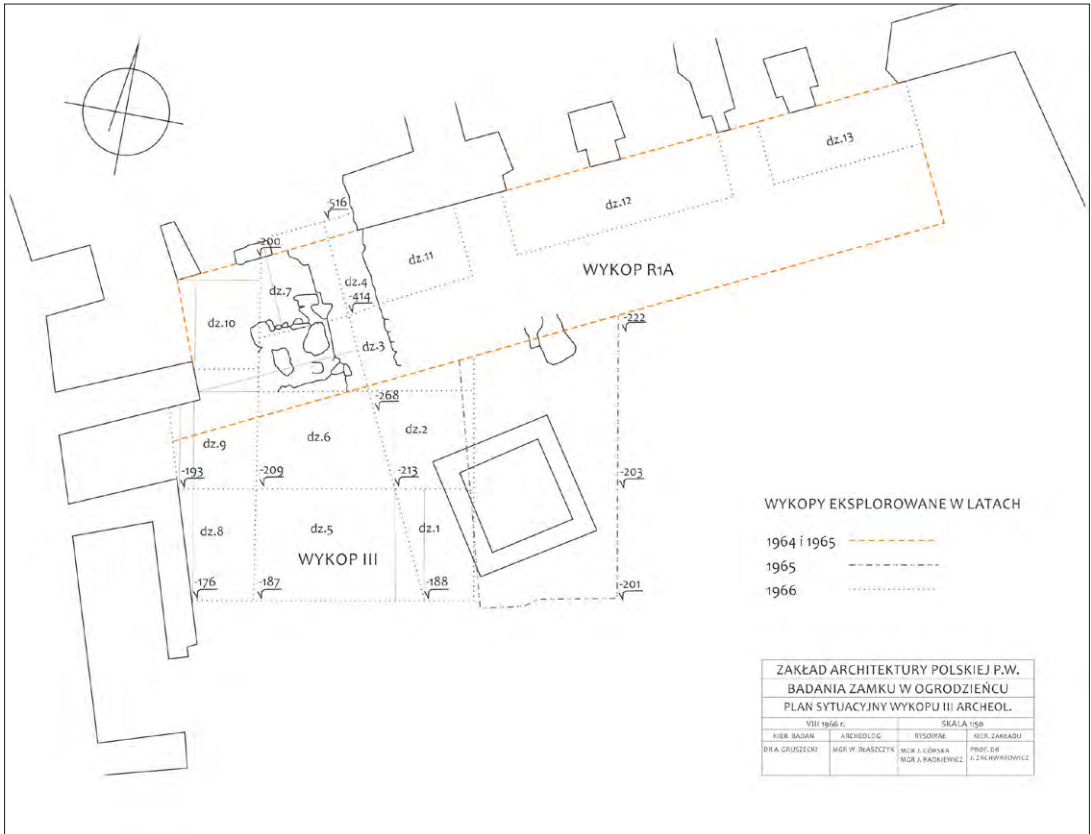 dz.13
dz.12
-516
-200
dz.11
WYKOP R1A
dz.4
dz.7
-414
dz.10
-222
dz.3
-268
dz.2
dz.6
dz.9
-193
-209
-213
-203
WYKOPY EKSPLOROWANE W LATACH
dz.8
dz.5
dz.1
1964 i 1965
WYKOP III
1965
-176
-187
-188
-201
1966
ZAKŁAD ARCHITEKTURY POLSKIEJ P.W.
BADANIA ZAMKU W OGRODZIEŃCU
PLAN SYTUACYJNY WYKOPU III ARCHEOL.
VIII 1966 r. SKALA 1:50
KIER. BADAŃ ARCHEOLOG RYSOWAŁ KIER. ZAKŁADU
DR A. GRUSZECKI MGR W. BŁASZCZYK MGR J. GÓRSKA PROF. DR
MGR J. RADKIEWICZ J. ZACHWATOWICZ